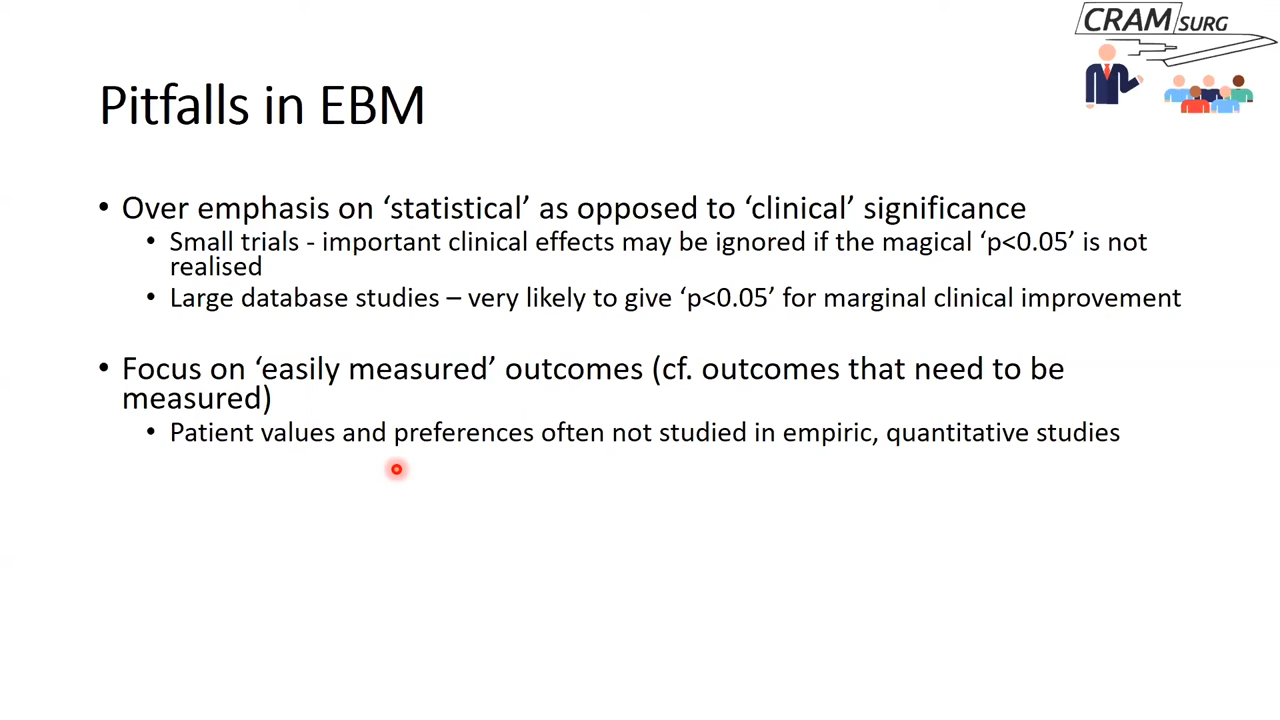 CRAM SURG
Pitfalls in EBM
• Over emphasis on ‘statistical’ as opposed to ‘clinical’ significance
• Small trials - important clinical effects may be ignored if the magical ‘p<0.05’ is not
realised
• Large database studies – very likely to give ‘p<0.05’ for marginal clinical improvement
• Focus on ‘easily measured’ outcomes (cf. outcomes that need to be
measured)
• Patient values and preferences often not studied in empiric, quantitative studies